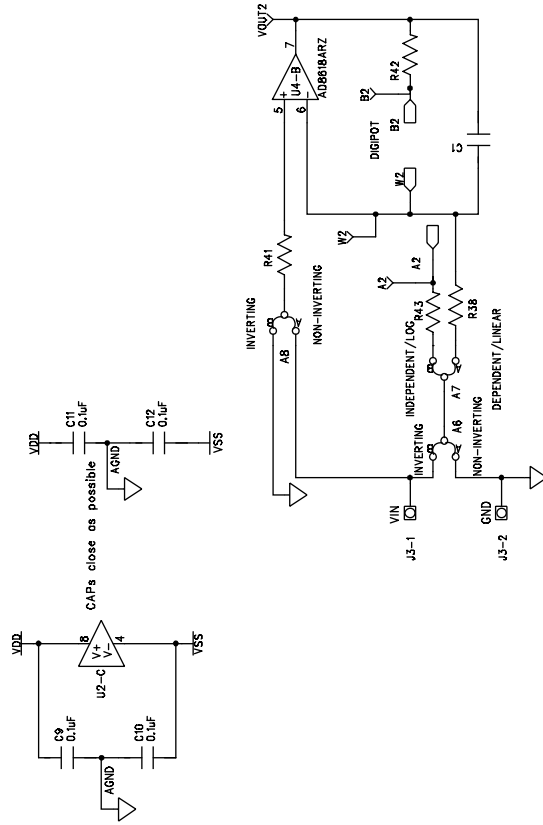 VDD
C11
0.1uF
AGND
C12
0.1uF
VSS
CAPs close as possible
VDD
8
V+
V-
4
U2-C
VSS
C9
0.1uF
AGND
C10
0.1uF
VOUT2
7
U4-B
AD8618ARZ
5
+
6
-
R42
B2
B2
DIGIPOT
C1
W2
W2
R41
INVERTING
B
A
A8
NON-INVERTING
A2
A2
R43
R38
INDEPENDENT/LOG
B
A
A7
DEPENDENT/LINEAR
INVERTING
B
A
A6
NON-INVERTING
VIN
J3-1
GND
J3-2